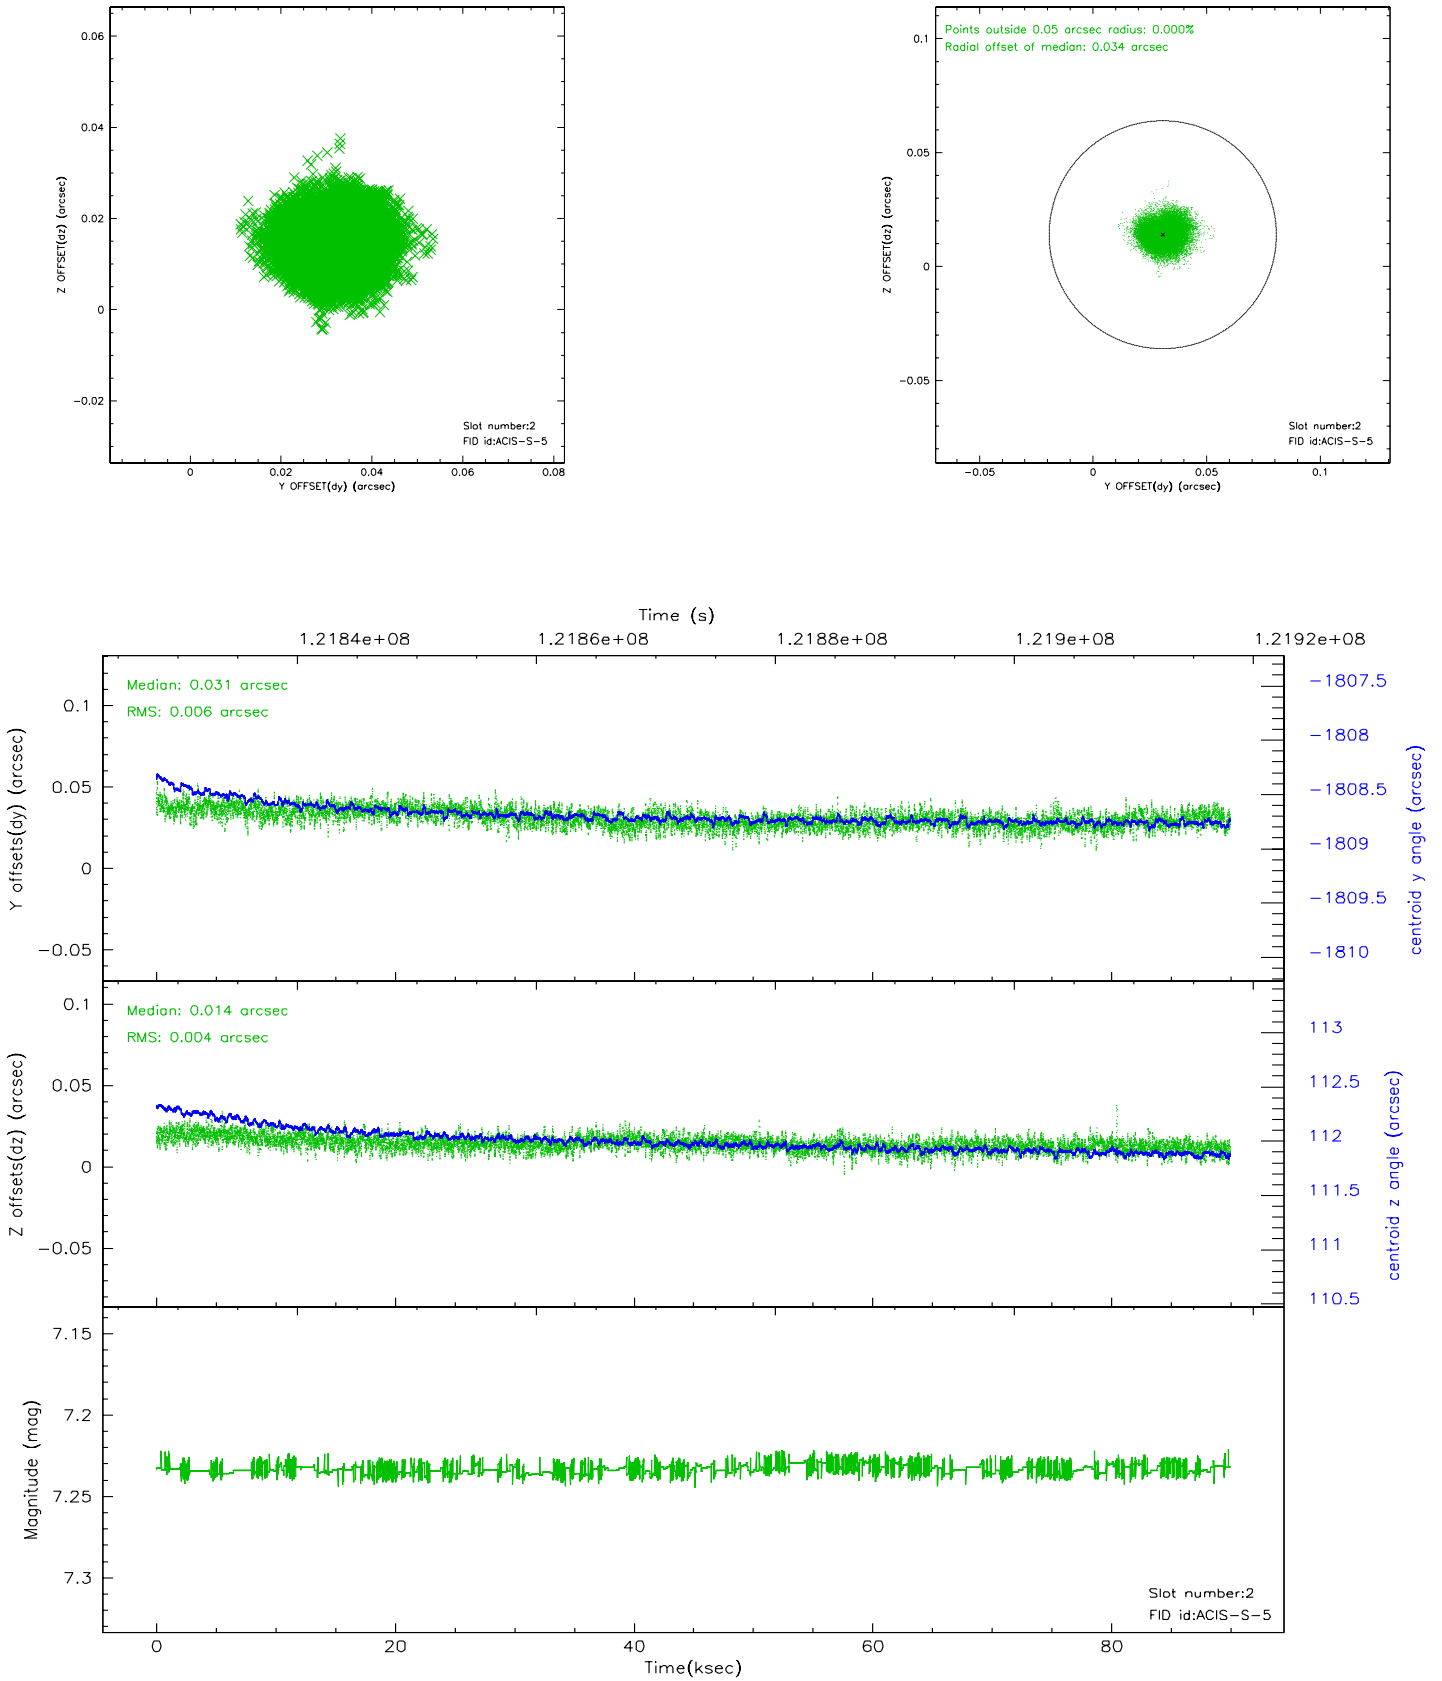 0.06
0.04
0.02
0
−0.02
Z OFFSET(dz) (arcsec)
Slot number:2
FID id:ACIS−S−5
0 0.02 0.04 0.06 0.08
Y OFFSET(dy) (arcsec)
Points outside 0.05 arcsec radius: 0.000%
Radial offset of median: 0.034 arcsec
0.1
0.05
0
−0.05
Z OFFSET(dz) (arcsec)
Slot number:2
FID id:ACIS−S−5
−0.05 0 0.05 0.1
Y OFFSET(dy) (arcsec)
Time (s)
1.2184e+08 1.2186e+08 1.2188e+08 1.219e+08 1.2192e+08
Median: 0.031 arcsec
RMS: 0.006 arcsec
0.1
0.05
0
−0.05
Y offsets(dy) (arcsec)
−1807.5
−1808
−1808.5
−1809
−1809.5
−1810
centroid y angle (arcsec)
Median: 0.014 arcsec
RMS: 0.004 arcsec
0.1
0.05
0
−0.05
Z offsets(dz) (arcsec)
113
112.5
112
111.5
111
110.5
centroid z angle (arcsec)
7.15
7.2
7.25
7.3
Magnitude (mag)
Slot number:2
FID id:ACIS−S−5
0 20 40 60 80
Time(ksec)